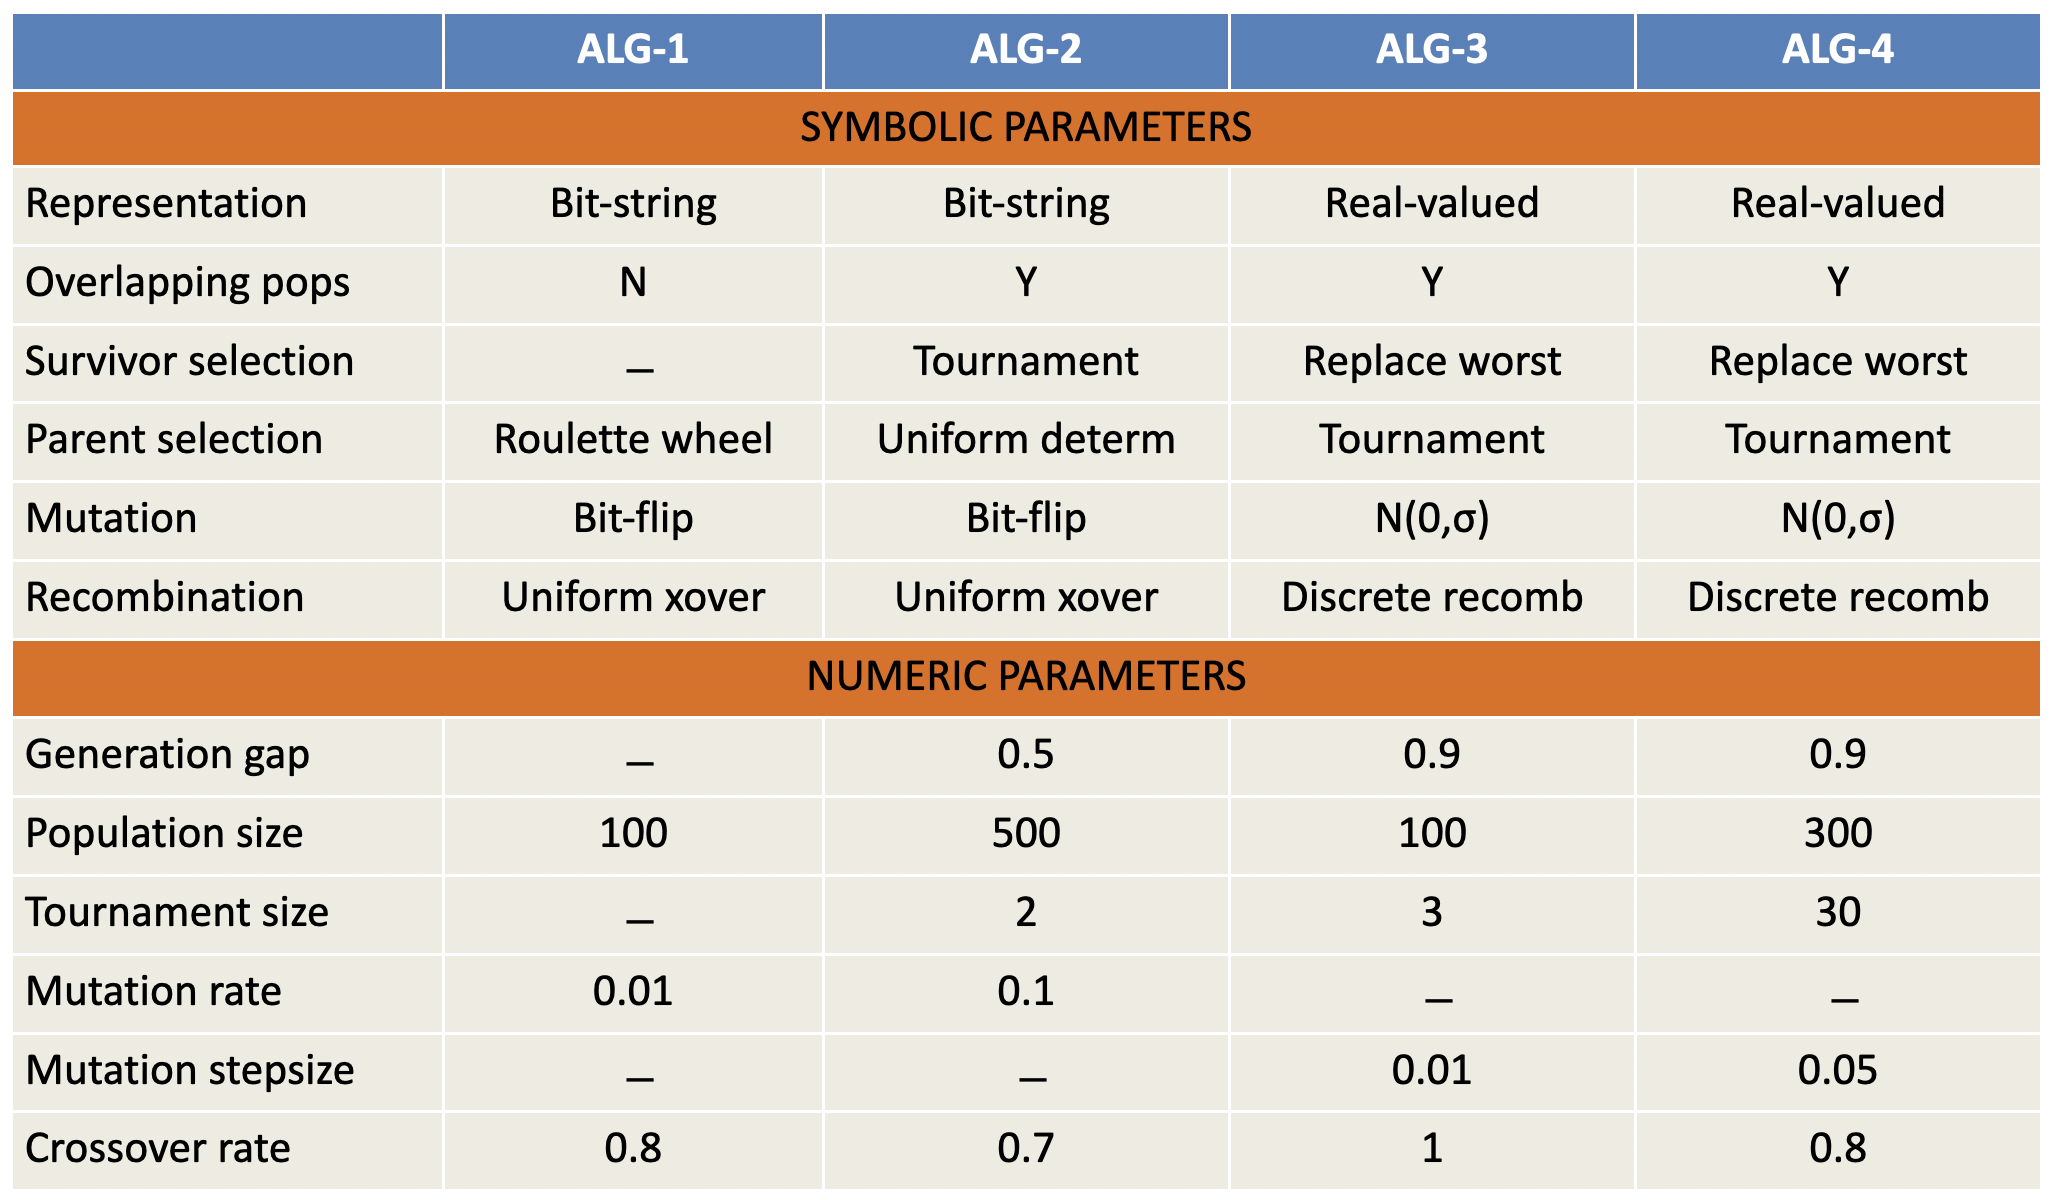 ALG-1 ALG-2 ALG-3 ALG-4
SYMBOLIC PARAMETERS
Representation Bit-string Bit-string Real-valued Real-valued
Overlapping pops N Y Y Y
Survivor selection – Tournament Replace worst Replace worst
Parent selection Roulette wheel Uniform determ Tournament Tournament
Mutation Bit-flip Bit-flip N(0,σ) N(0,σ)
Recombination Uniform xover Uniform xover Discrete recomb Discrete recomb
NUMERIC PARAMETERS
Generation gap – 0.5 0.9 0.9
Population size 100 500 100 300
Tournament size – 2 3 30
Mutation rate 0.01 0.1 – –
Mutation stepsize – – 0.01 0.05
Crossover rate 0.8 0.7 1 0.8